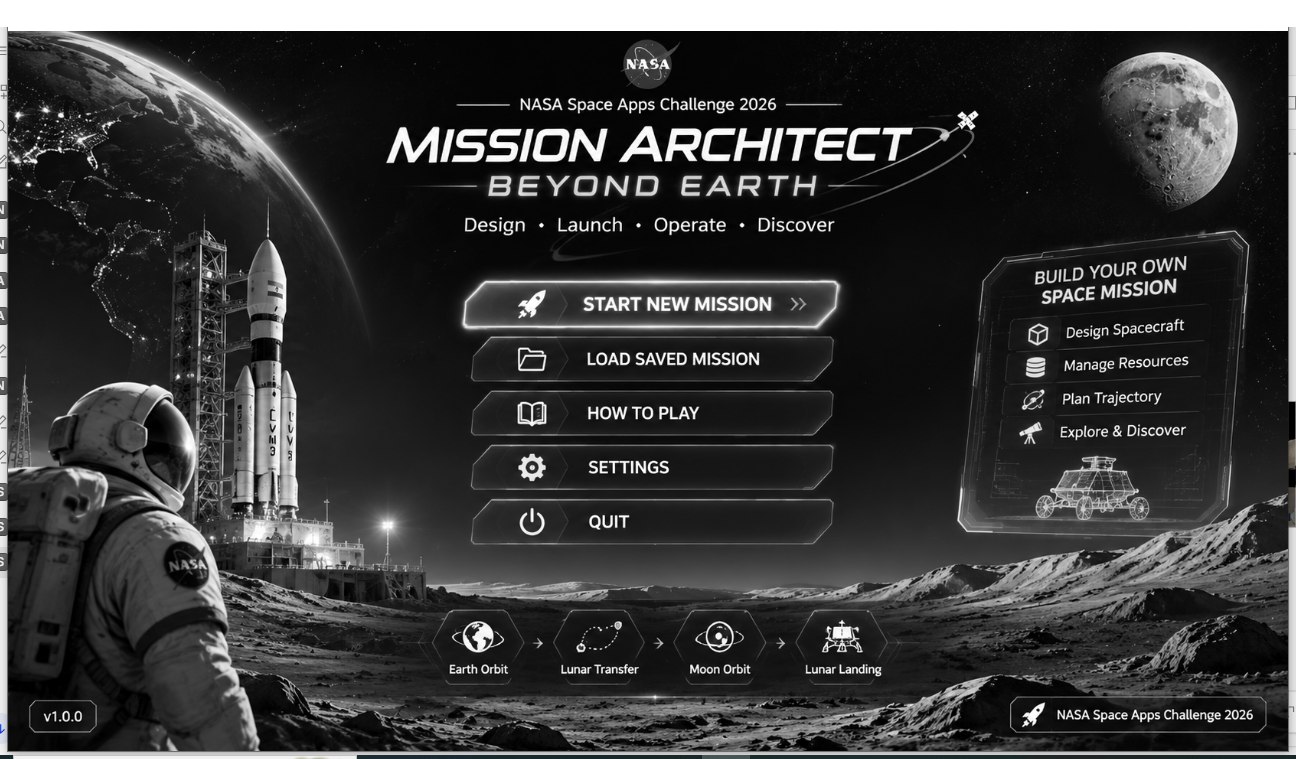 NASA
NASA Space Apps Challenge 2026
MISSION ARCHITECT
BEYOND EARTH
Design • Launch • Operate • Discover
START NEW MISSION
LOAD SAVED MISSION
HOW TO PLAY
SETTINGS
QUIT
BUILD YOUR OWN
SPACE MISSION
Design Spacecraft
Manage Resources
Plan Trajectory
Explore & Discover
NASA
Earth Orbit
Lunar Transfer
Moon Orbit
Lunar Landing
v1.0.0
NASA Space Apps Challenge 2026